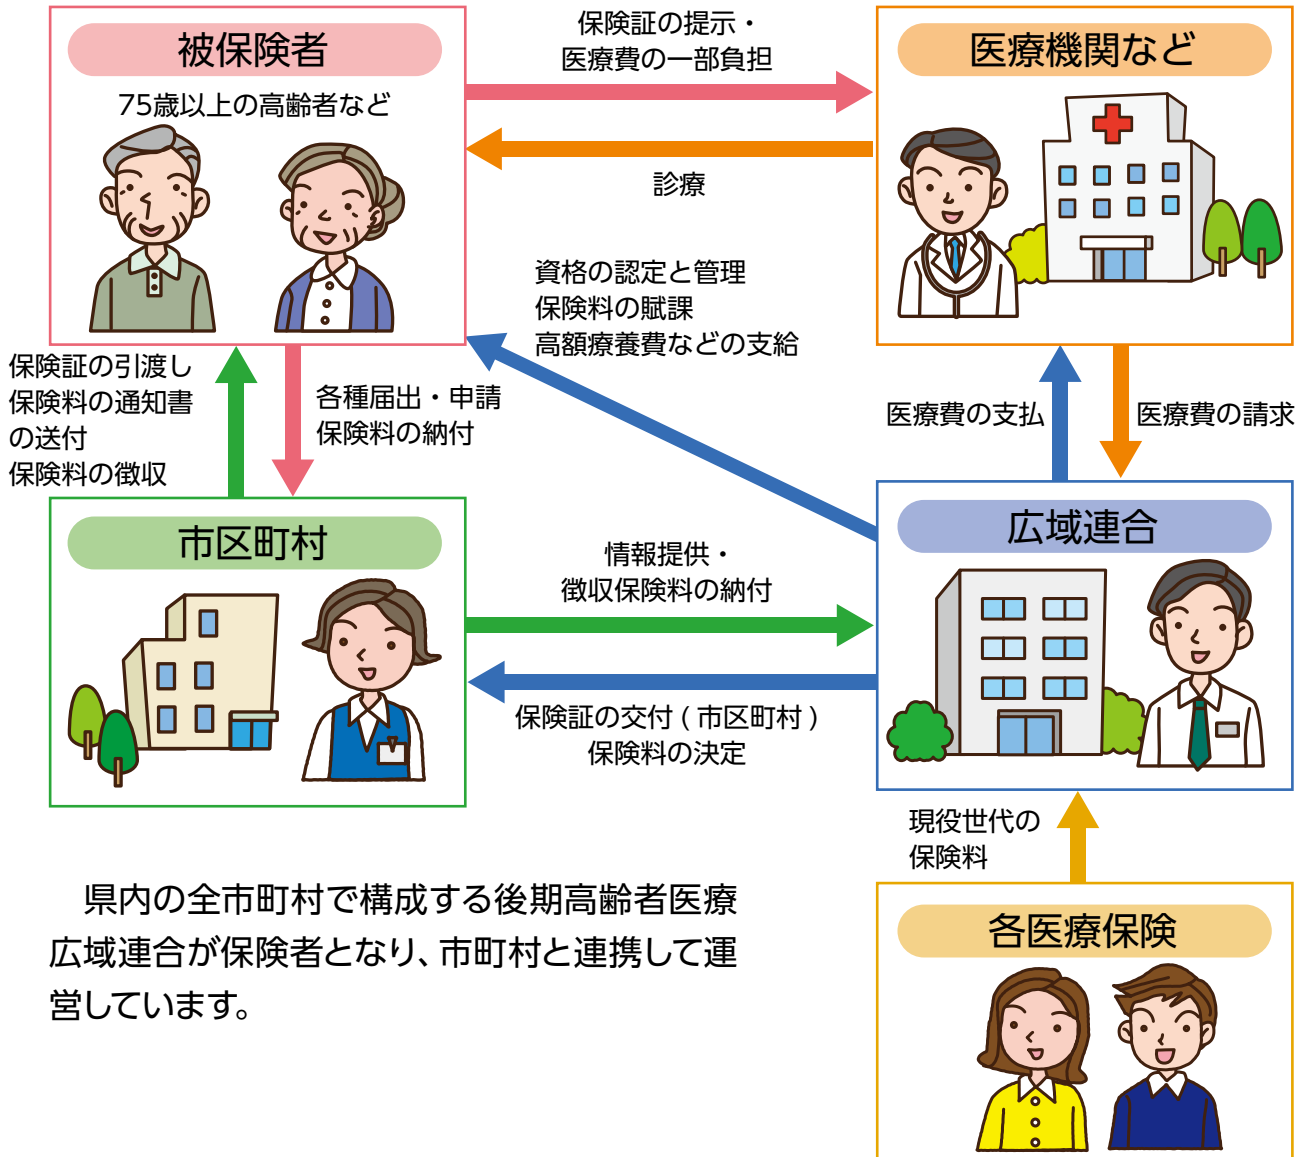 被保険者
75歳以上の高齢者など
保険証の提示・
医療費の一部負担
診療
医療機関など
資格の認定と管理
保険料の賦課
高額療養費などの支給
保険証の引渡し
保険料の通知書
の送付
保険料の徴収
各種届出・申請
保険料の納付
医療費の支払
医療費の請求
市区町村
情報提供・
徴収保険料の納付
保険証の交付 ( 市区町村 )
保険料の決定
広域連合
現役世代の
保険料
各医療保険
県内の全市町村で構成する後期高齢者医療
広域連合が保険者となり、市町村と連携して運
営しています。